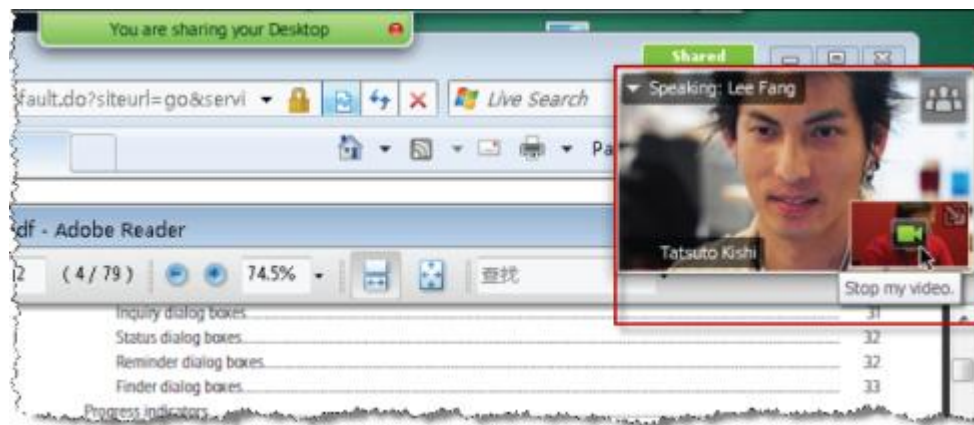 You are sharing your Desktop
Shared
fault.do?siteurl=go&servi
Live Search
Speaking: Lee Fang
Pa
df - Adobe Reader
Tatsuto Kishi
2 (4 / 79) 74.5% 查找
Stop my video.
Inquiry dialog boxes 31
Status dialog boxes 32
Reminder dialog boxes 32
Finder dialog boxes 33
Progress indicators